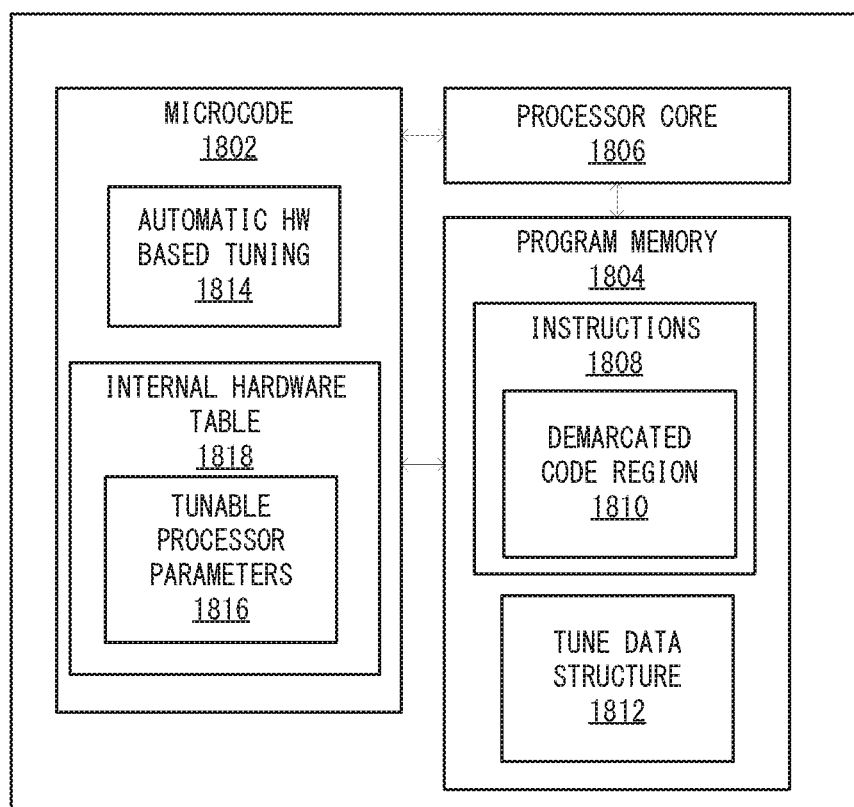 MICROCODE
1802
AUTOMATIC HW
BASED TUNING
1814
INTERNAL HARDWARE
TABLE
1818
TUNABLE
PROCESSOR
PARAMETERS
1816
PROCESSOR CORE
1806
PROGRAM MEMORY
1804
INSTRUCTIONS
1808
DEMARCATED
CODE REGION
1810
TUNE DATA
STRUCTURE
1812